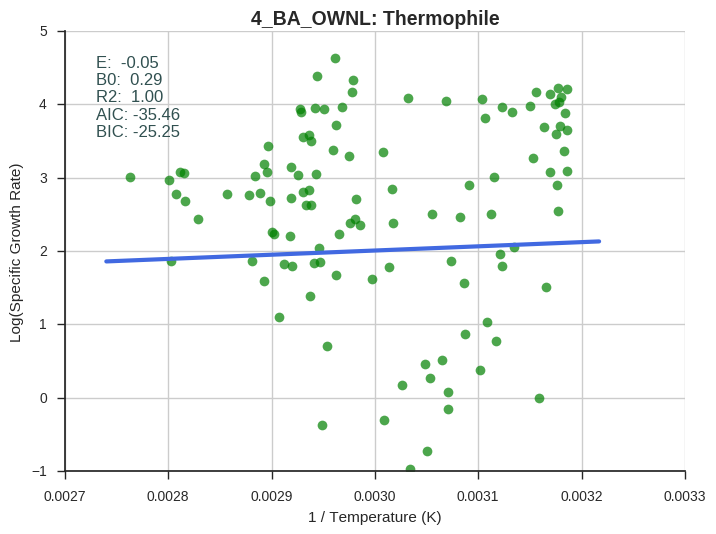 4_BA_OWNL: Thermophile
E:  -0.05
B0:  0.29
R2:  1.00
AIC: -35.46
BIC: -25.25
Log(Specific Growth Rate)
5
4
3
2
1
0
−1
0.0027 0.0028 0.0029 0.0030 0.0031 0.0032 0.0033
1 / Temperature (K)